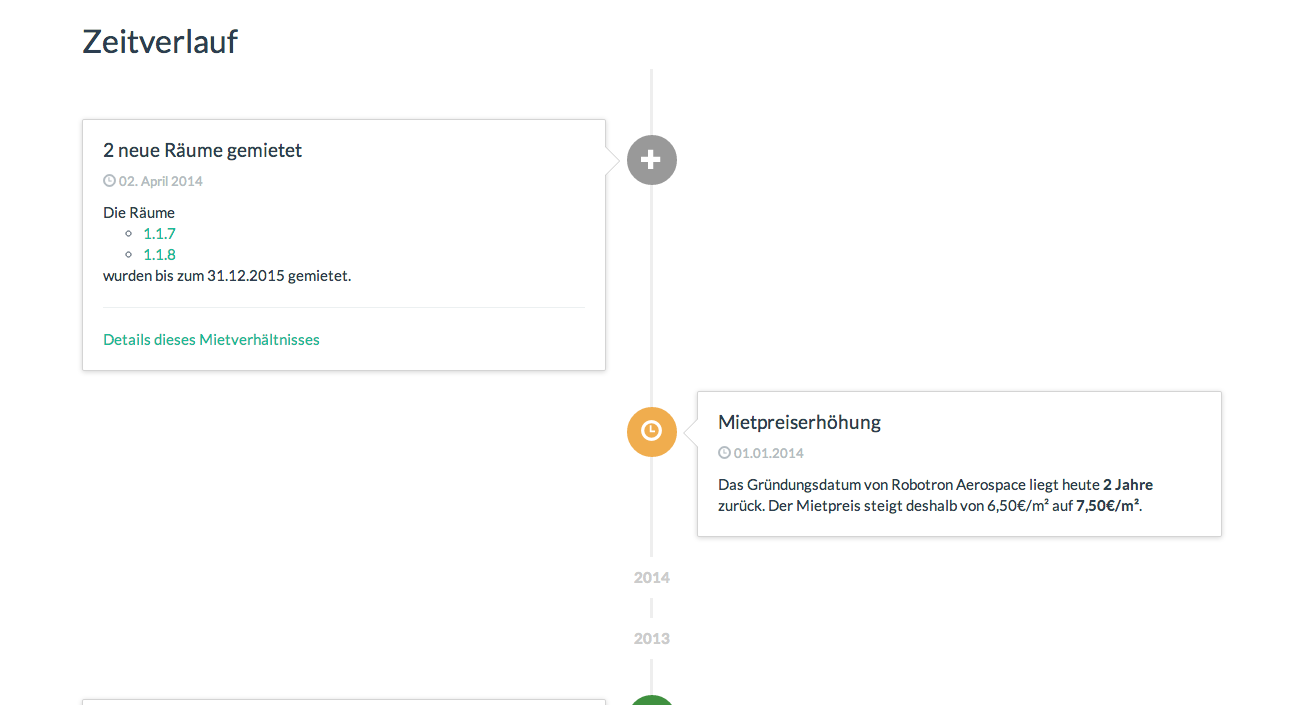 Zeitverlauf
2 neue Räume gemietet
02. April 2014
Die Räume
1.1.7
1.1.8
wurden bis zum 31.12.2015 gemietet.
Details dieses Mietverhältnisses
Mietpreiserhöhung
01.01.2014
Das Gründungsdatum von Robotron Aerospace liegt heute 2 Jahre
zurück. Der Mietpreis steigt deshalb von 6,50€/m² auf 7,50€/m².
2014
2013